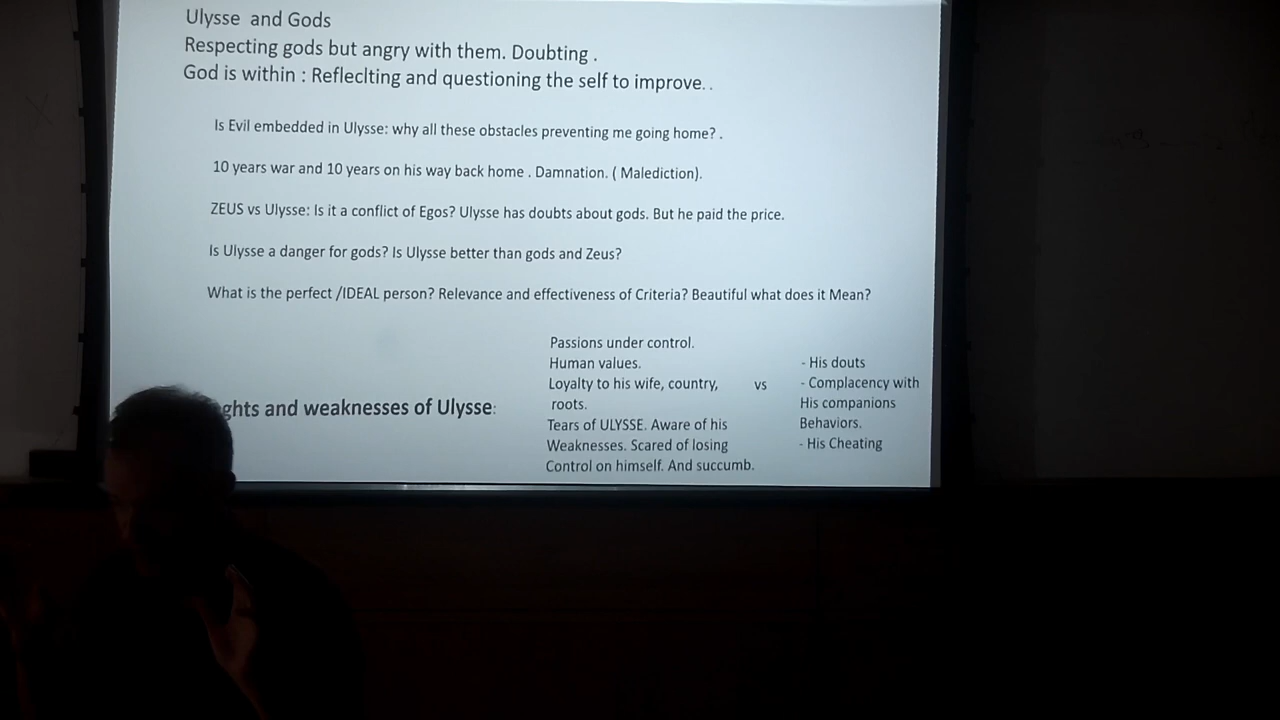 Ulysse and Gods
Respecting gods but angry with them. Doubting .
God is within : Refleclting and questioning the self to improve. .
Is Evil embedded in Ulysse: why all these obstacles preventing me going home? .
10 years war and 10 years on his way back home . Damnation. ( Malediction).
ZEUS vs Ulysse: Is it a conflict of Egos? Ulysse has doubts about gods. But he paid the price.
Is Ulysse a danger for gods? Is Ulysse better than gods and Zeus?
What is the perfect /IDEAL person? Relevance and effectiveness of Criteria? Beautiful what does it Mean?
ghts and weaknesses of Ulysse:
Passions under control.
Human values.
Loyalty to his wife, country,
roots.
Tears of ULYSSE. Aware of his
Weaknesses. Scared of losing
Control on himself. And succumb.
vs
- His douts
- Complacency with
His companions
Behaviors.
- His Cheating